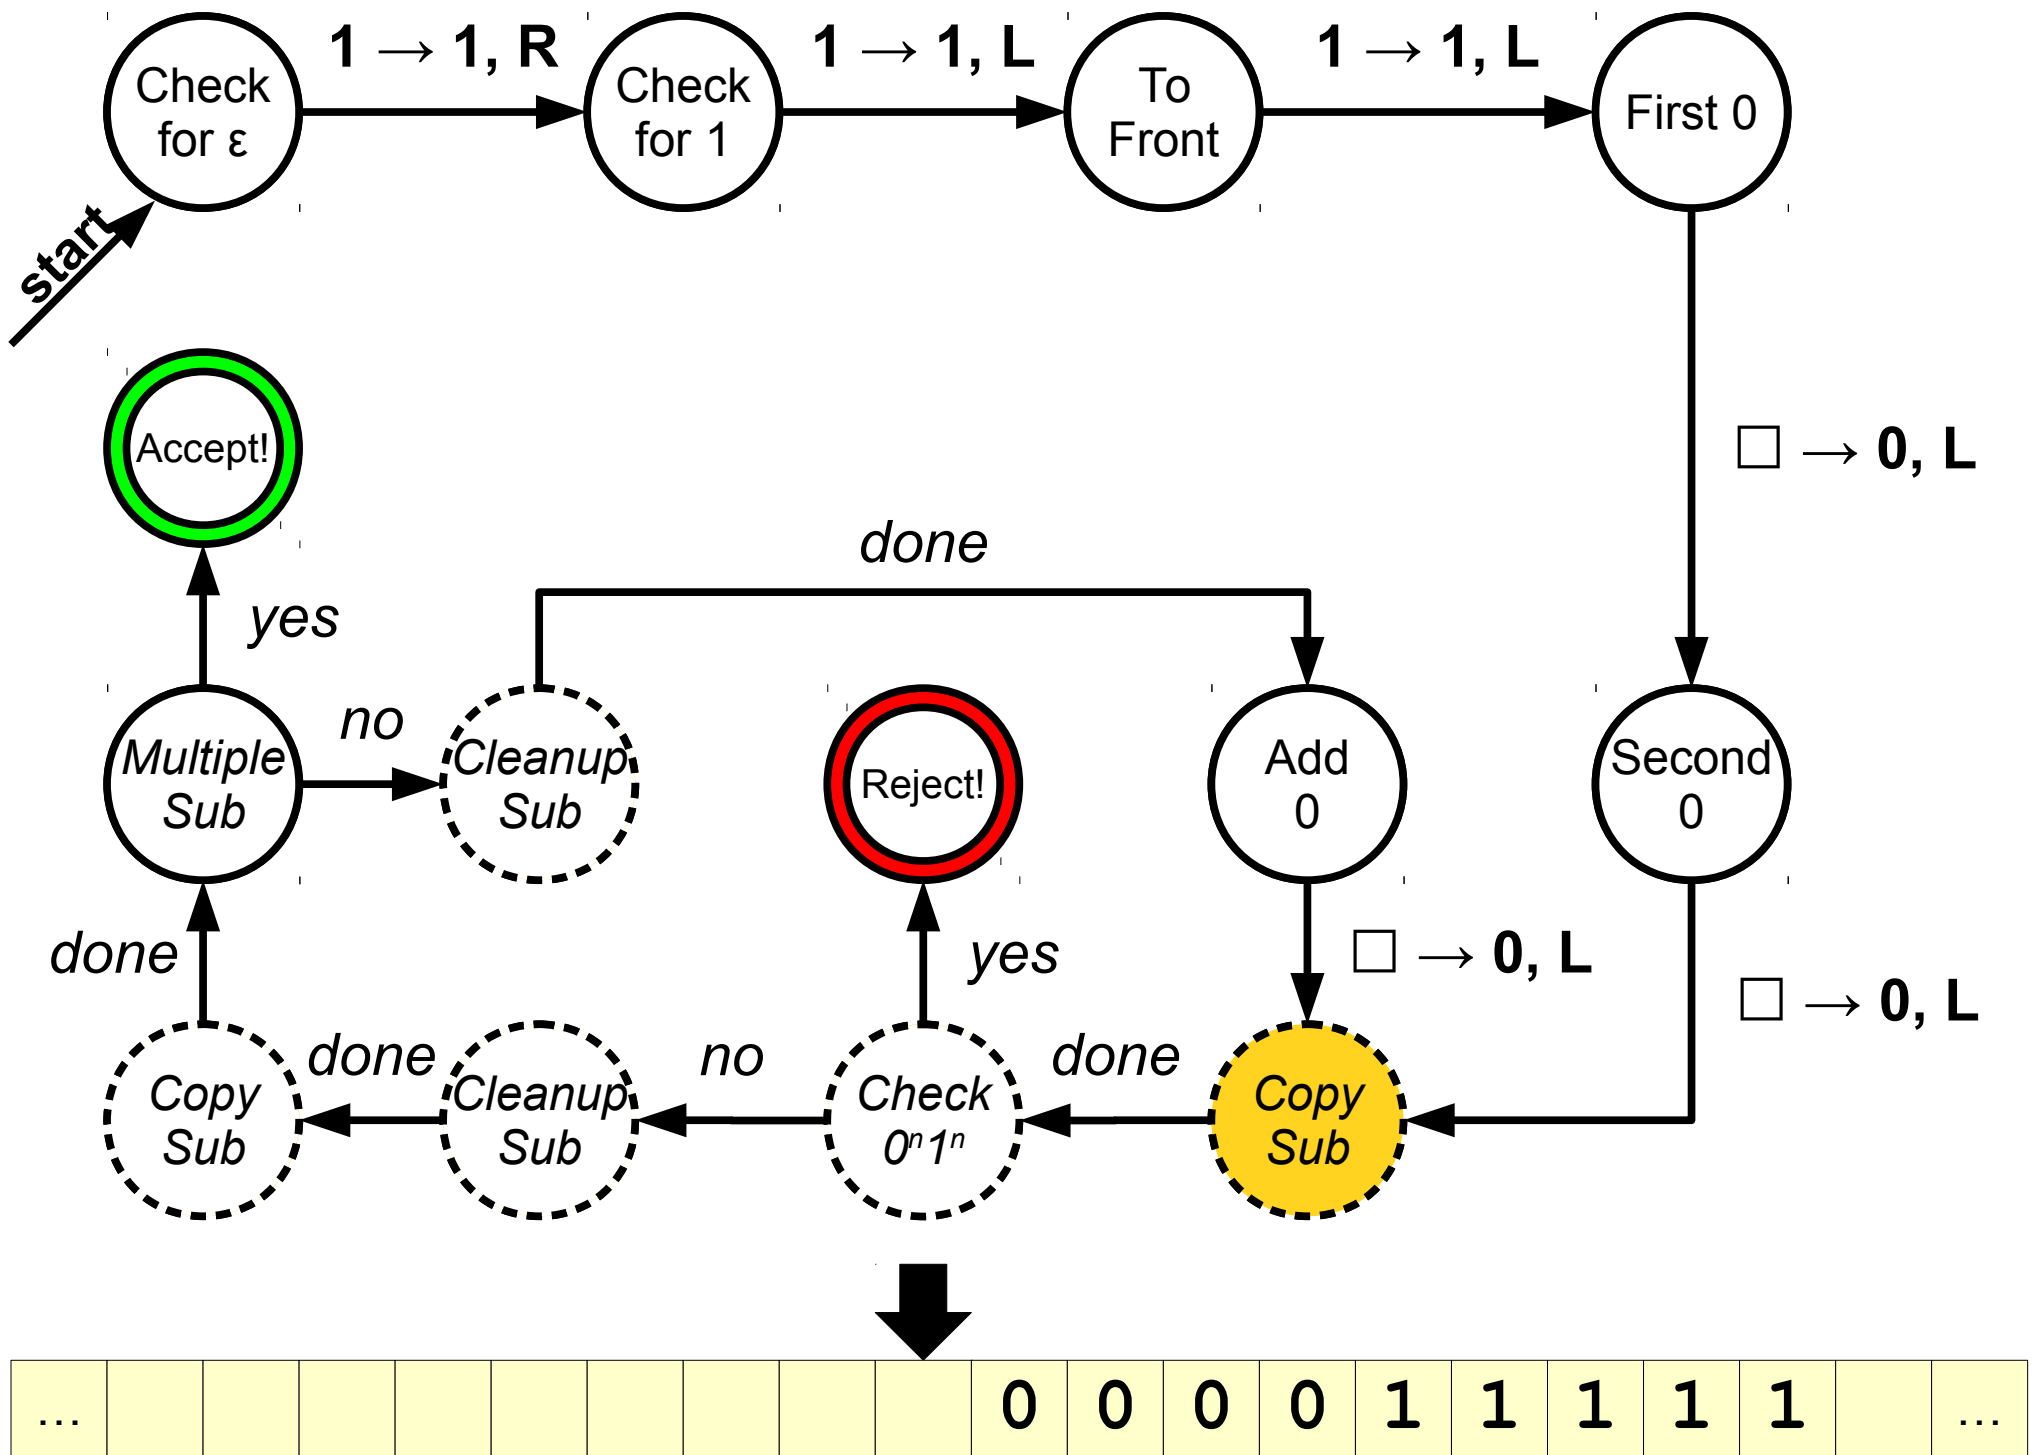 1 → 1, R
1 → 1, L
1 → 1, L
Check
for ε
Check
for 1
To
Front
First 0
start
Accept!
□ → 0, L
done
yes
no
Multiple
Sub
Cleanup
Sub
Reject!
Add
0
Second
0
done
yes
□ → 0, L
□ → 0, L
done
no
done
Copy
Sub
Cleanup
Sub
Check
0ⁿ1ⁿ
Copy
Sub
... 0 0 0 0 1 1 1 1 1 ...